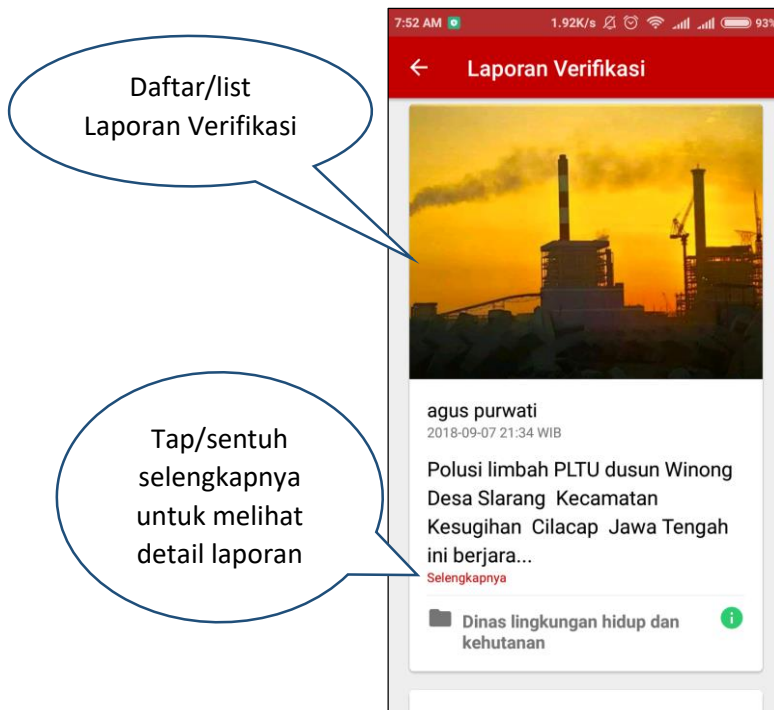 7:52 AM 1.92K/s 93%
Laporan Verifikasi
Daftar/list
Laporan Verifikasi
agus purwati
2018-09-07 21:34 WIB
Polusi limbah PLTU dusun Winong
Desa Slarang Kecamatan
Kesugihan Cilacap Jawa Tengah
ini berjara...
Selengkapnya
Tap/sentuh
selengkapnya
untuk melihat
detail laporan
Dinas lingkungan hidup dan
kehutanan